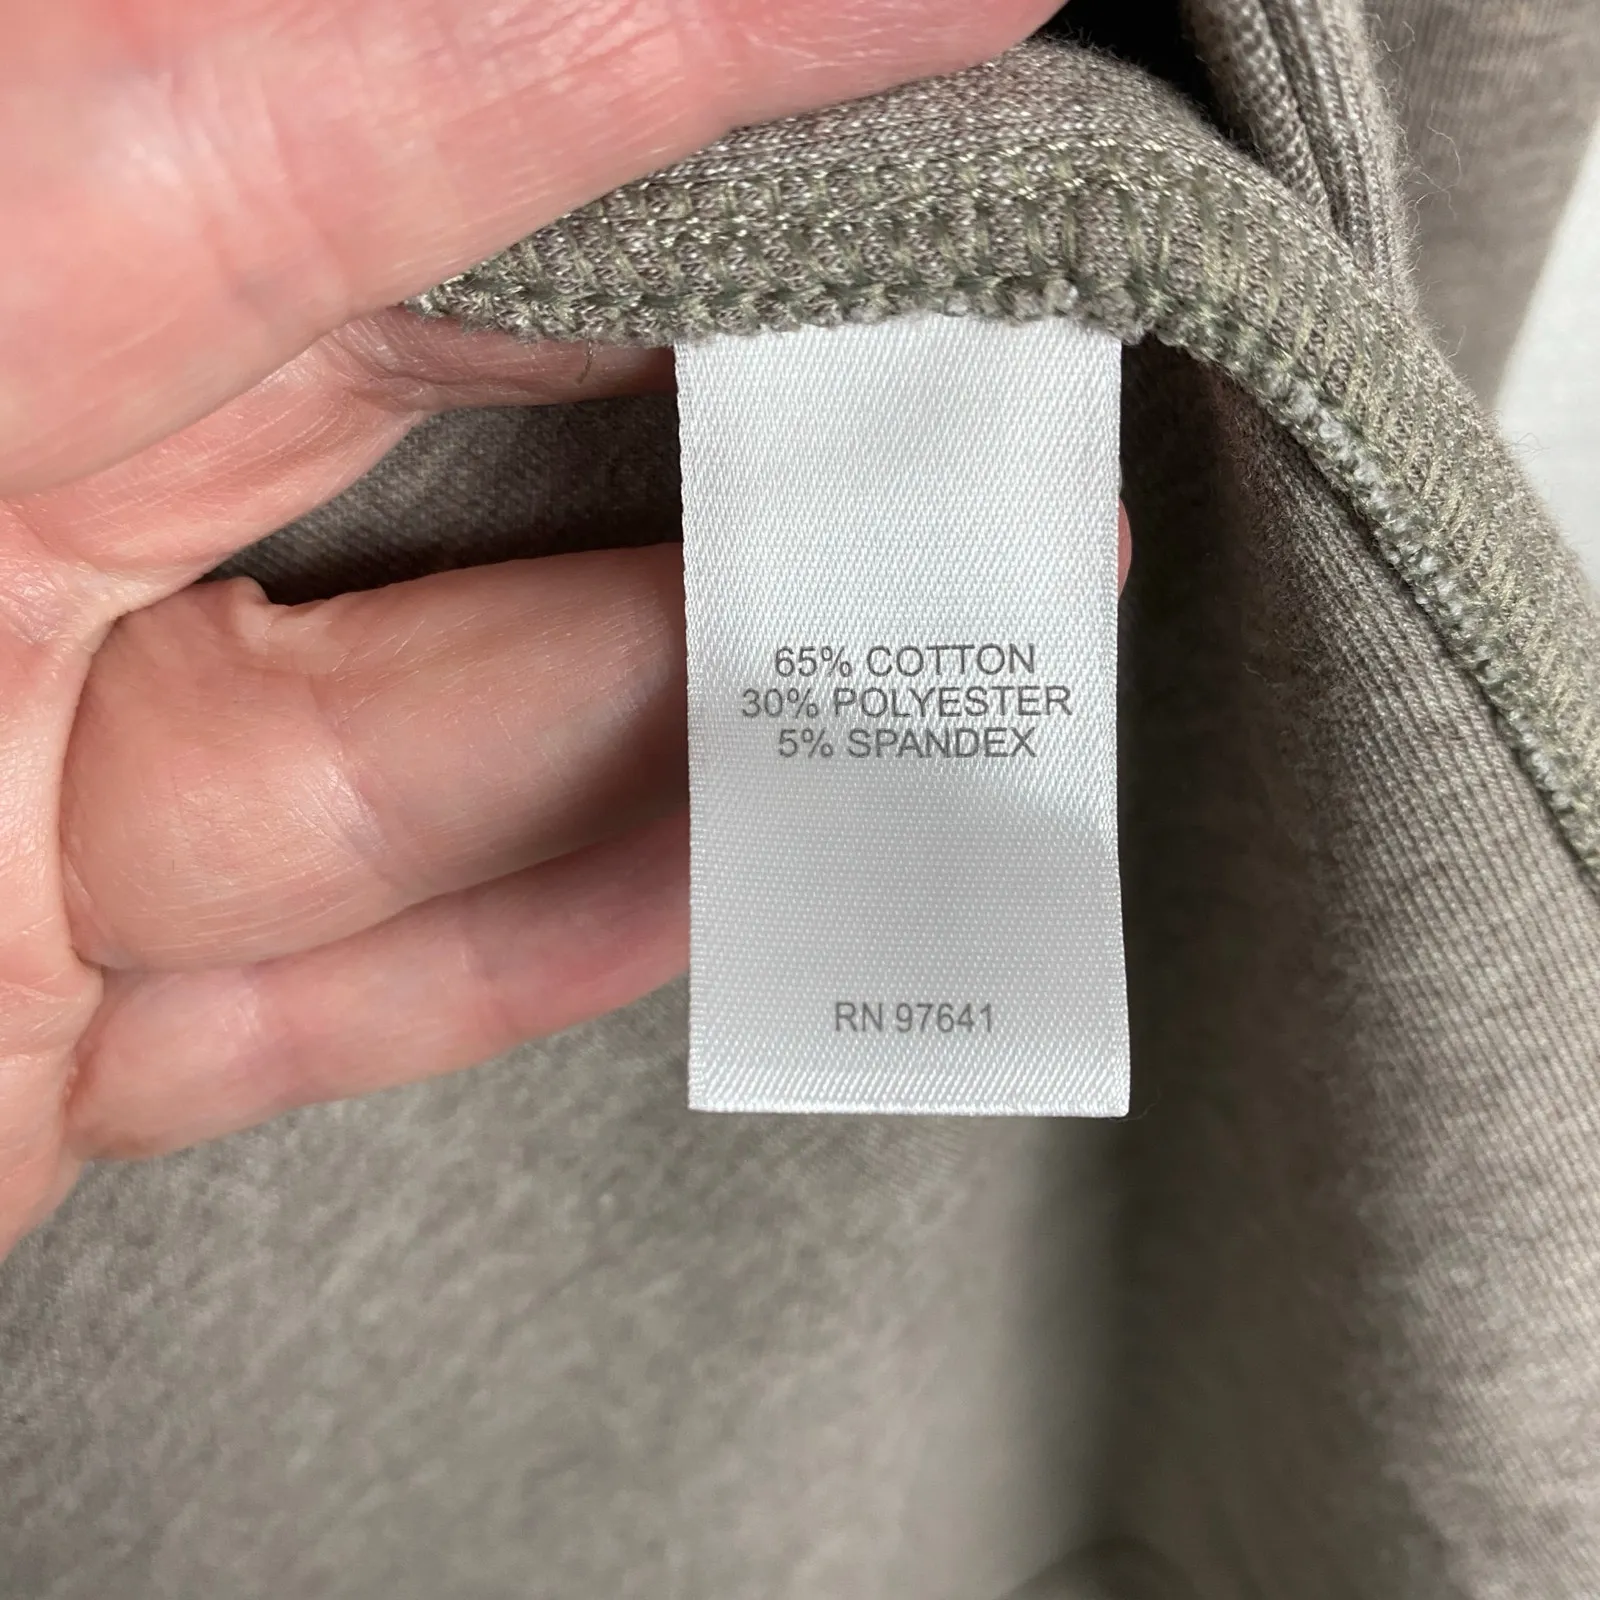 65% COTTON
30% POLYESTER
5% SPANDEX
RN 97641